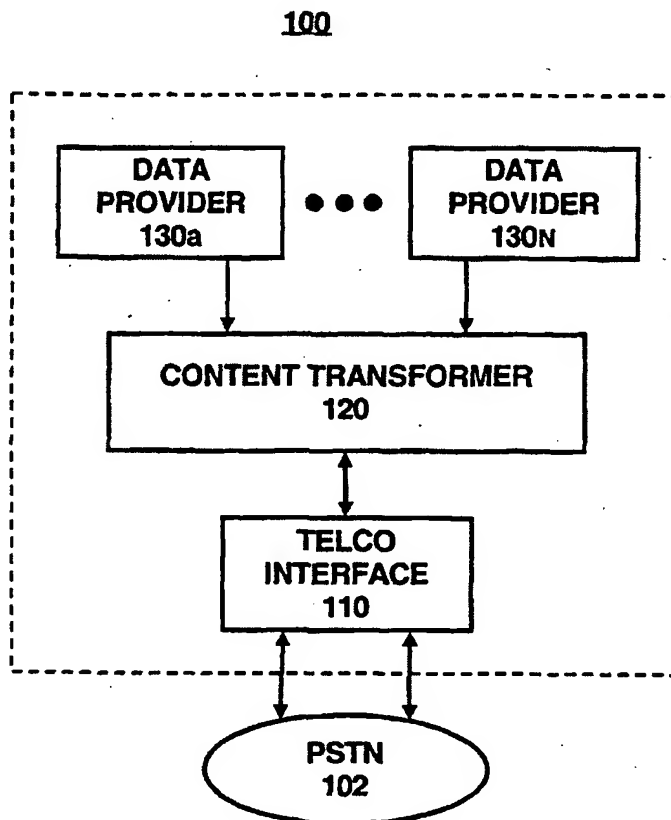 100
DATA
PROVIDER
130a
DATA
PROVIDER
130N
CONTENT TRANSFORMER
120
TELCO
INTERFACE
110
PSTN
102